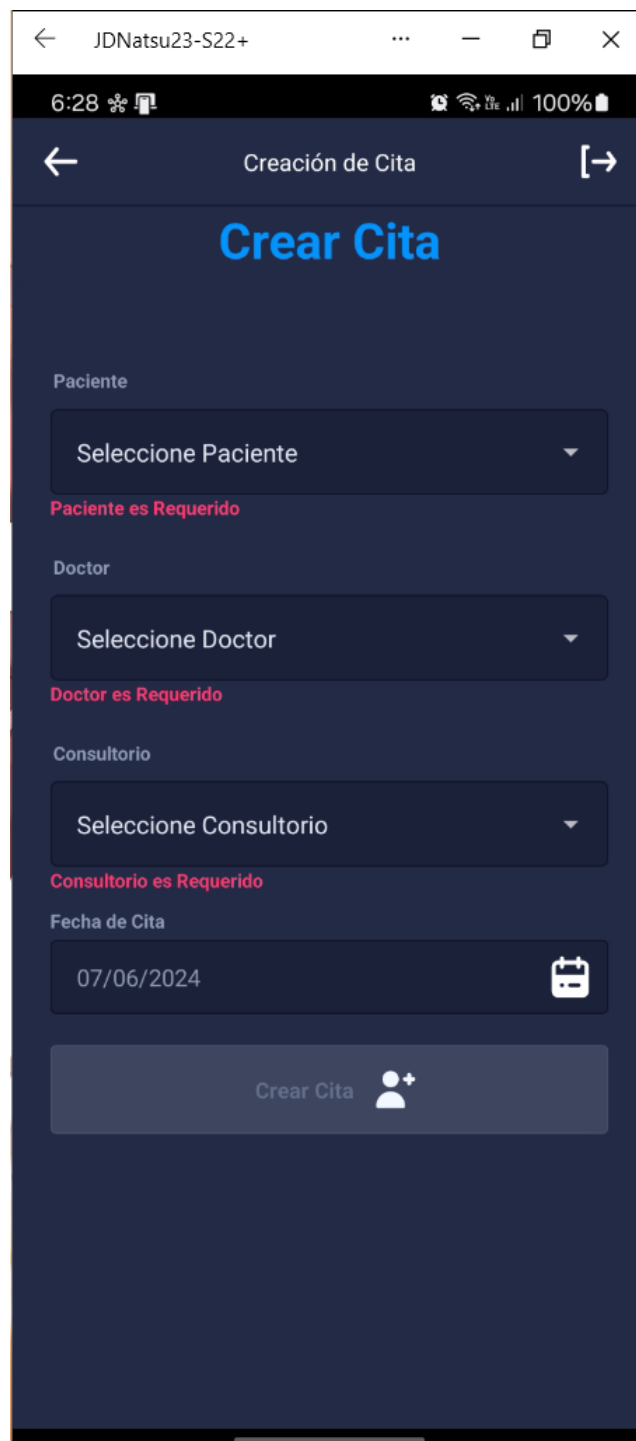 JDNatsu23-S22+
6:28 100%
Creación de Cita
Crear Cita
Paciente
Seleccione Paciente
Paciente es Requerido
Doctor
Seleccione Doctor
Doctor es Requerido
Consultorio
Seleccione Consultorio
Consultorio es Requerido
Fecha de Cita
07/06/2024
Crear Cita